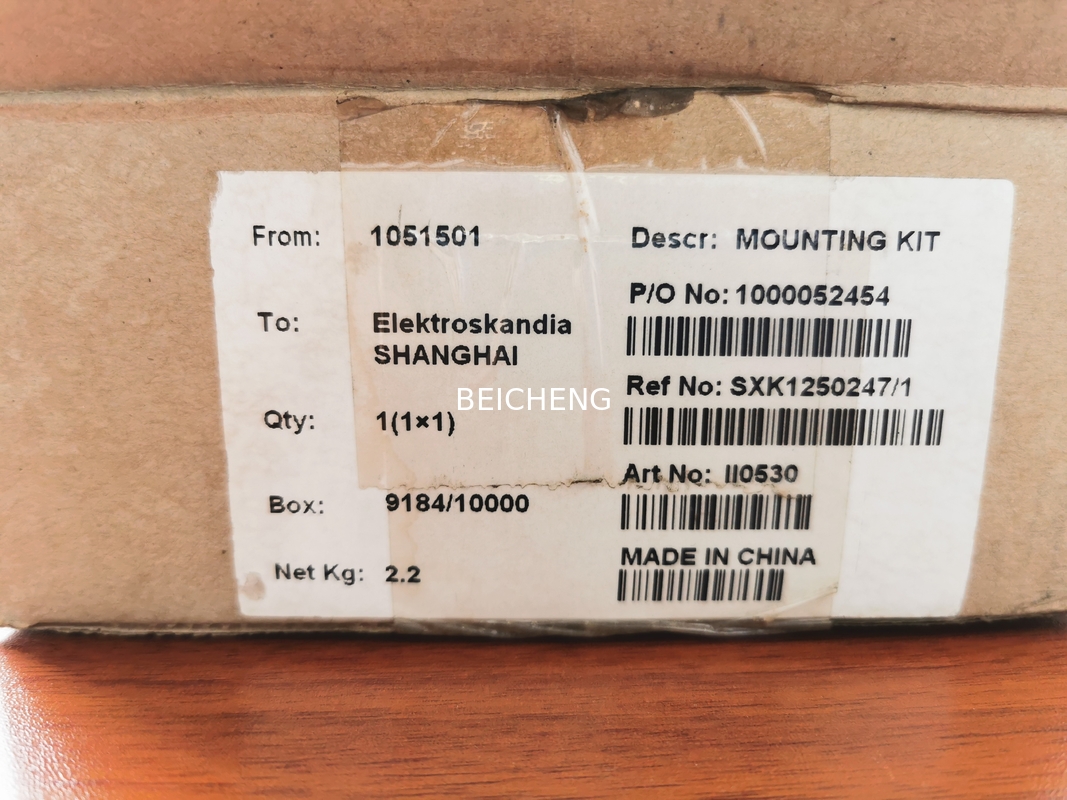 From: 1051501
To: Elektroskandia
SHANGHAI
Qty: 1(1×1)
Box: 9184/10000
Net Kg: 2.2
Descr: MOUNTING KIT
P/O No: 1000052454
Ref No: SXK1250247/1
Art No: II0530
MADE IN CHINA
BEICHENG